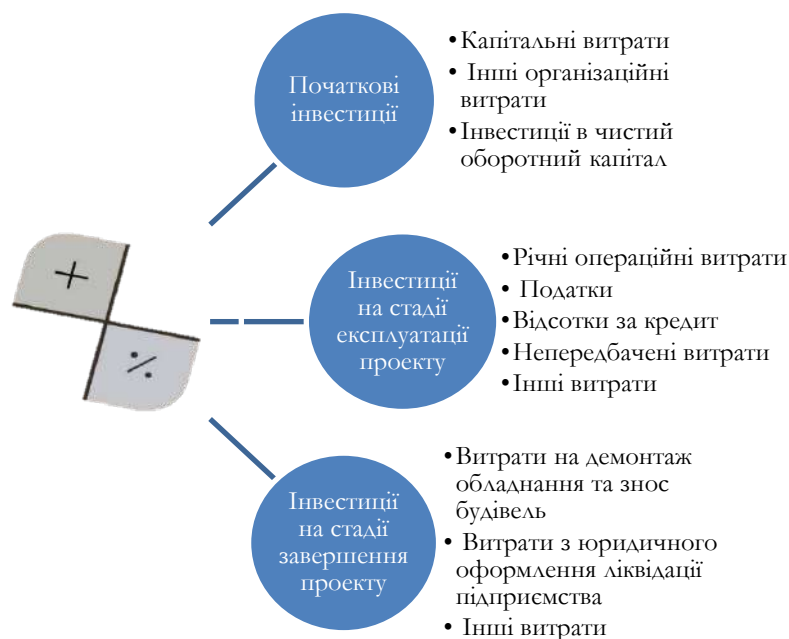 Початкові
інвестиції
•Капітальні витрати
• Інші організаційні
витрати
•Інвестиції в чистий
оборотний капітал
+
%
Інвестиції
на стадії
експлуатації
проекту
•Річні операційні витрати
• Податки
•Відсотки за кредит
•Непередбачені витрати
•Інші витрати
Інвестиції
на стадії
завершення
проекту
•Витрати на демонтаж
обладнання та знос
будівель
• Витрати з юридичного
оформлення ліквідації
підприємства
• Інші витрати